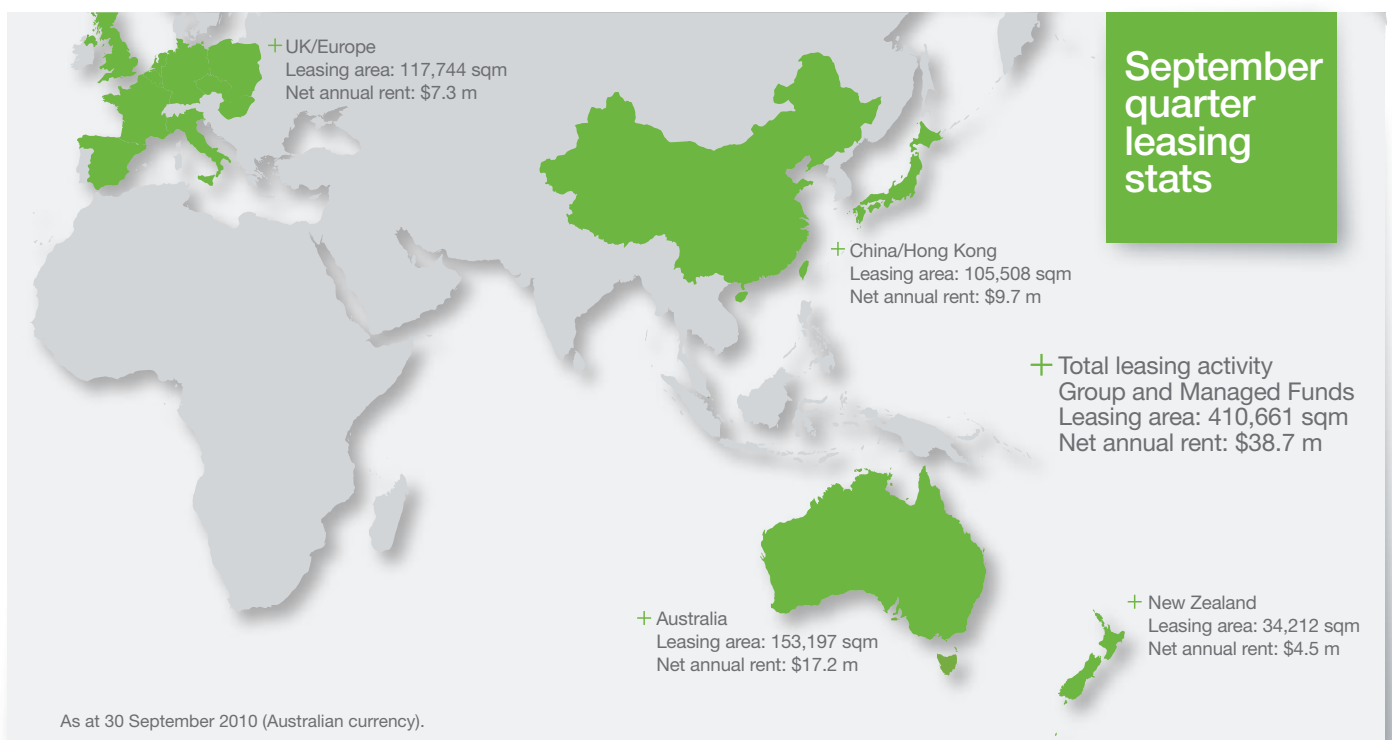 + UK/Europe
Leasing area: 117,744 sqm
Net annual rent: $7.3 m
September
quarter
leasing
stats
+ China/Hong Kong
Leasing area: 105,508 sqm
Net annual rent: $9.7 m
+ Total leasing activity
Group and Managed Funds
Leasing area: 410,661 sqm
Net annual rent: $38.7 m
+ Australia
Leasing area: 153,197 sqm
Net annual rent: $17.2 m
+ New Zealand
Leasing area: 34,212 sqm
Net annual rent: $4.5 m
As at 30 September 2010 (Australian currency).